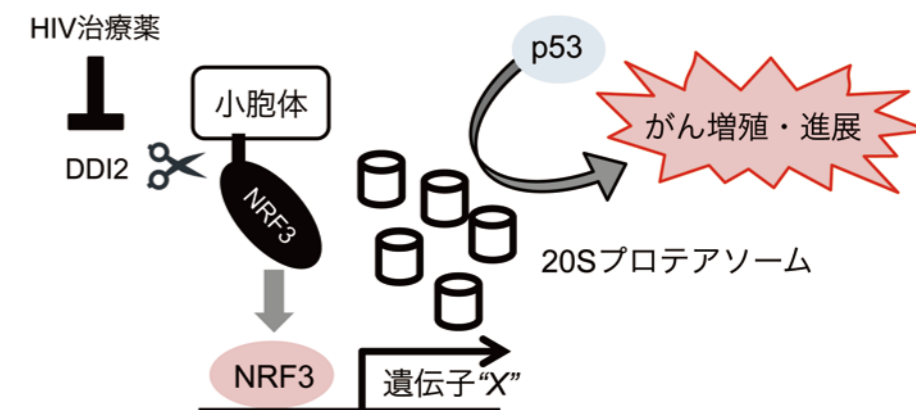 HIV治療薬
p53
小胞体
がん増殖・進展
DDI2
NRF3
20Sプロテアソーム
NRF3
遺伝子“X”